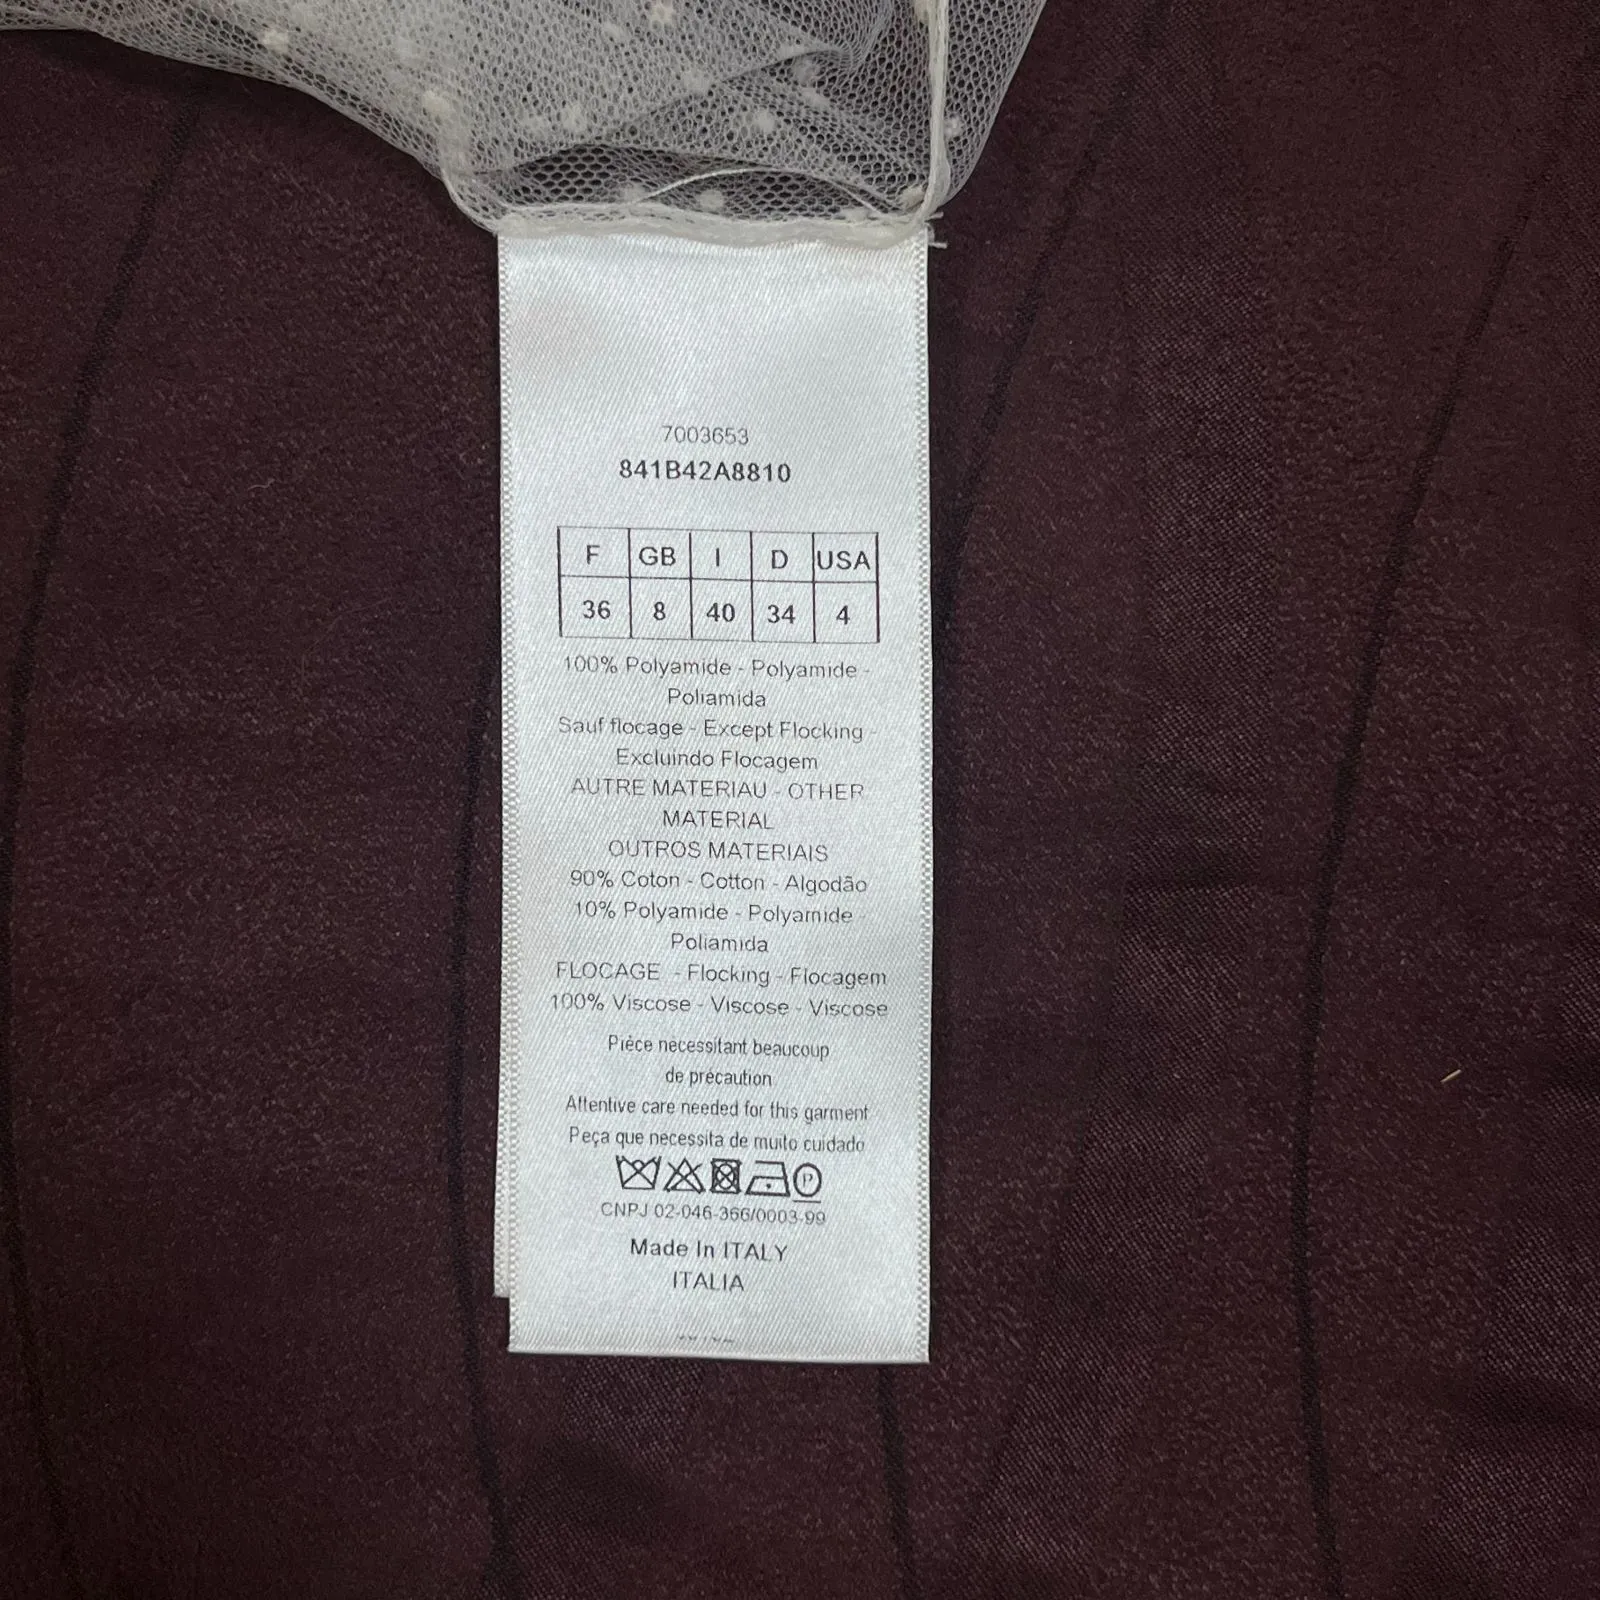 7003653
841B42A8810
F GB I D USA
36 8 40 34 4
100% Polyamide - Polyamide -
Poliamida
Sauf flocage - Except Flocking -
Excluindo Flocagem
AUTRE MATERIAU - OTHER
MATERIAL
OUTROS MATERIAIS
90% Coton - Cotton - Algodão
10% Polyamide - Polyamide -
Poliamida
FLOCAGE - Flocking - Flocagem
100% Viscose - Viscose - Viscose
Piéce necessitant beaucoup
de précaution
Attentive care needed for this garment
Peça que necessita de muito cuidado
P
CNPJ 02-046-366/0003-99
Made In ITALY
ITALIA